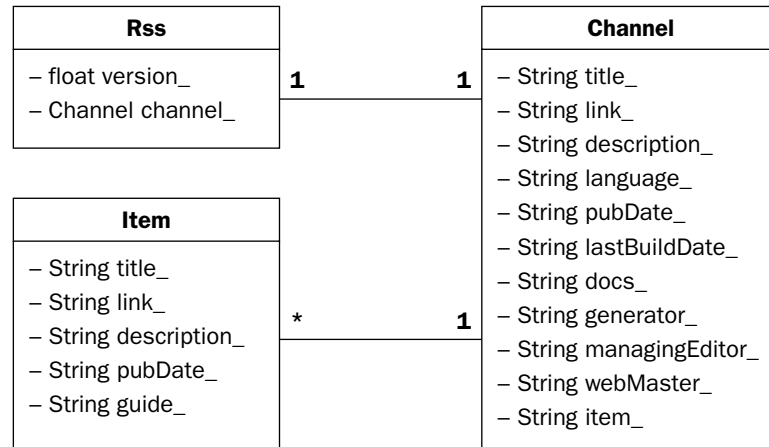 Rss
– float version_
– Channel channel_
1
1
Channel
– String title_
– String link_
– String description_
– String language_
– String pubDate_
– String lastBuildDate_
– String docs_
– String generator_
– String managingEditor_
– String webMaster_
– String item_
Item
– String title_
– String link_
– String description_
– String pubDate_
– String guide_
*
1